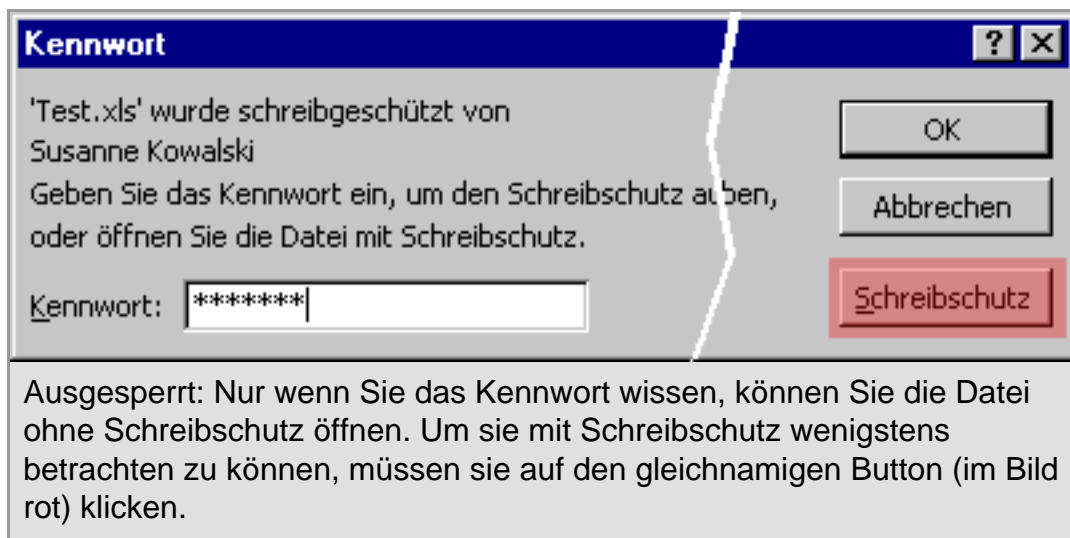 Kennwort
'Test.xls' wurde schreibgeschützt von
Susanne Kowalski
Geben Sie das Kennwort ein, um den Schreibschutz auben,
oder öffnen Sie die Datei mit Schreibschutz.
Kennwort: *******
OK
Abbrechen
Schreibschutz
Ausgesperrt: Nur wenn Sie das Kennwort wissen, können Sie die Datei
ohne Schreibschutz öffnen. Um sie mit Schreibschutz wenigstens
betrachten zu können, müssen sie auf den gleichnamigen Button (im Bild
rot) klicken.